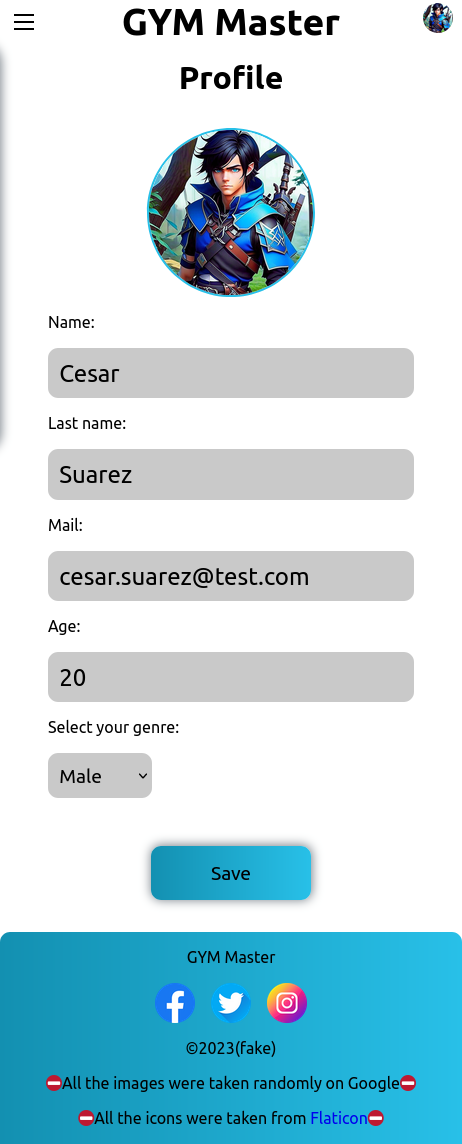 GYM Master
Profile
Name:
Cesar
Last name:
Suarez
Mail:
cesar.suarez@test.com
Age:
20
Select your genre:
Male
Save
GYM Master
©2023(fake)
⛔All the images were taken randomly on Google⛔
⛔All the icons were taken from Flaticon⛔